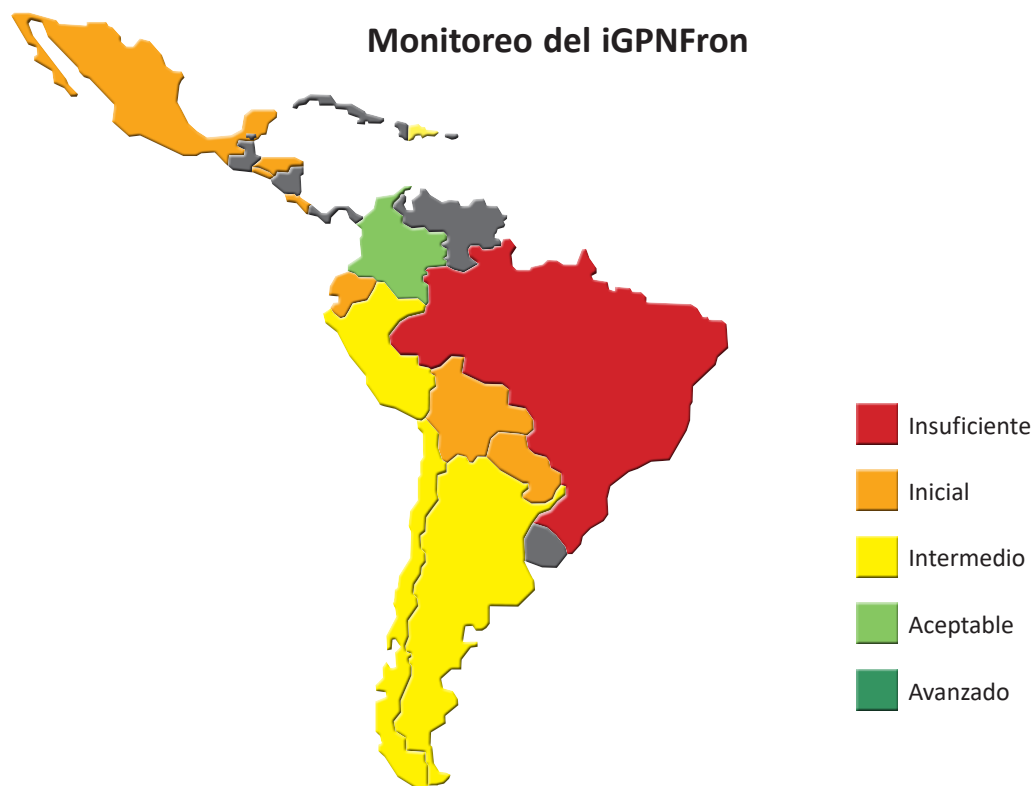 Monitoreo del iGPNFron
Insuficiente
Inicial
Intermedio
Aceptable
Avanzado